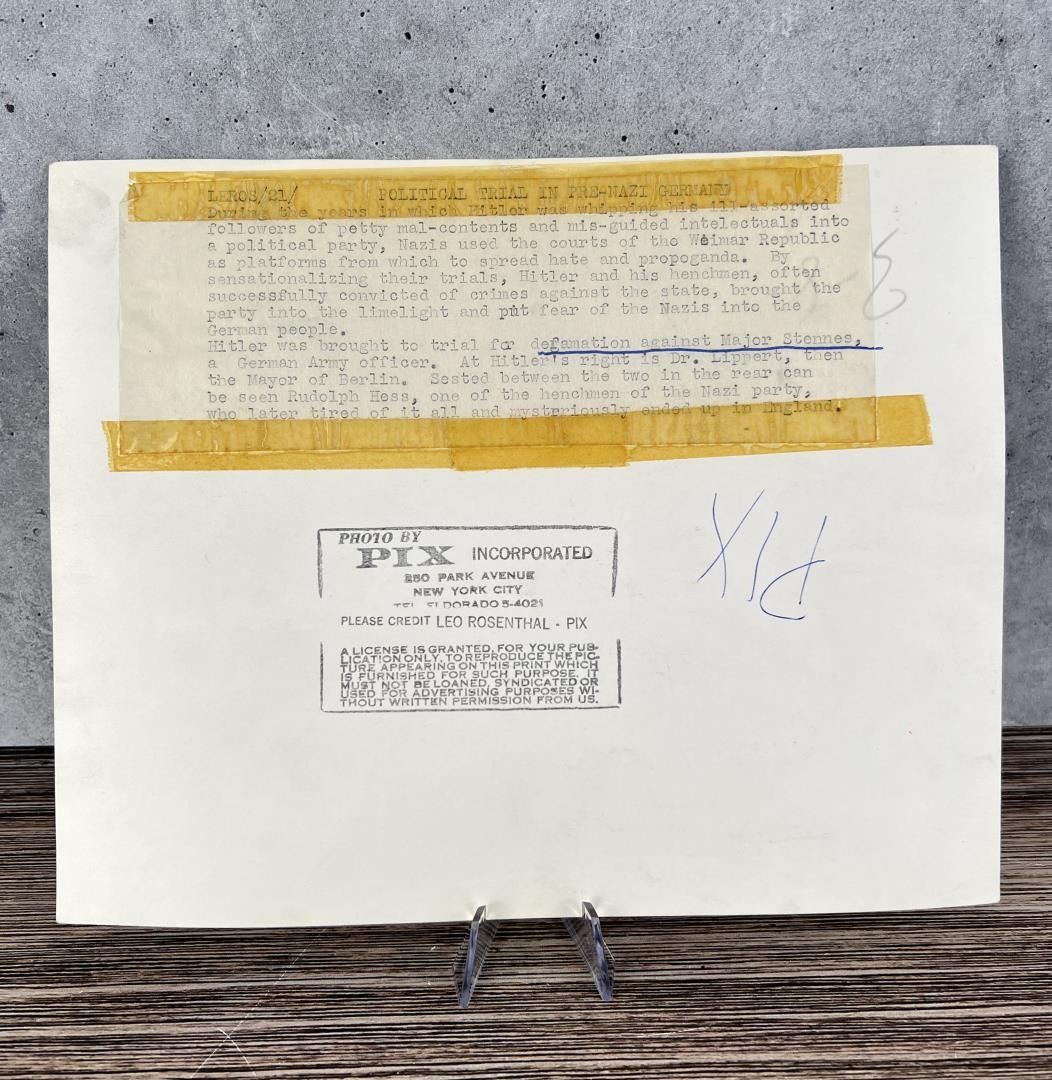 LEROS/21/ POLITICAL TRIAL IN PRE-NAZI GERMANY
During the years in which Hitler was whipping his ill-assorted
followers of petty mal-contents and mis-guided intelectuals into
a political party, Nazis used the courts of the Weimar Republic
as platforms from which to spread hate and propoganda. By
sensationalizing their trials, Hitler and his henchmen, often
successfully convicted of crimes against the state, brought the
party into the limelight and put fear of the Nazis into the
German people.
Hitler was brought to trial for defamation against Major Stennes,
a German Army officer. At Hitler's right is Dr. Lippert, then
the Mayor of Berlin. Sested between the two in the rear can
be seen Rudolph Hess, one of the henchmen of the Nazi party,
who later tired of it all and mysteriously ended up in England.
PIX
PHOTO BY
PIX INCORPORATED
250 PARK AVENUE
NEW YORK CITY
TEL. ELDORADO 5-4021
PLEASE CREDIT LEO ROSENTHAL - PIX
A LICENSE IS GRANTED, FOR YOUR PUB-
LICATION ONLY, TO REPRODUCE THE PIC-
TURE APPEARING ON THIS PRINT WHICH
IS FURNISHED FOR SUCH PURPOSE. IT
MUST NOT BE LOANED, SYNDICATED OR
USED FOR ADVERTISING PURPOSES WI-
THOUT WRITTEN PERMISSION FROM US.